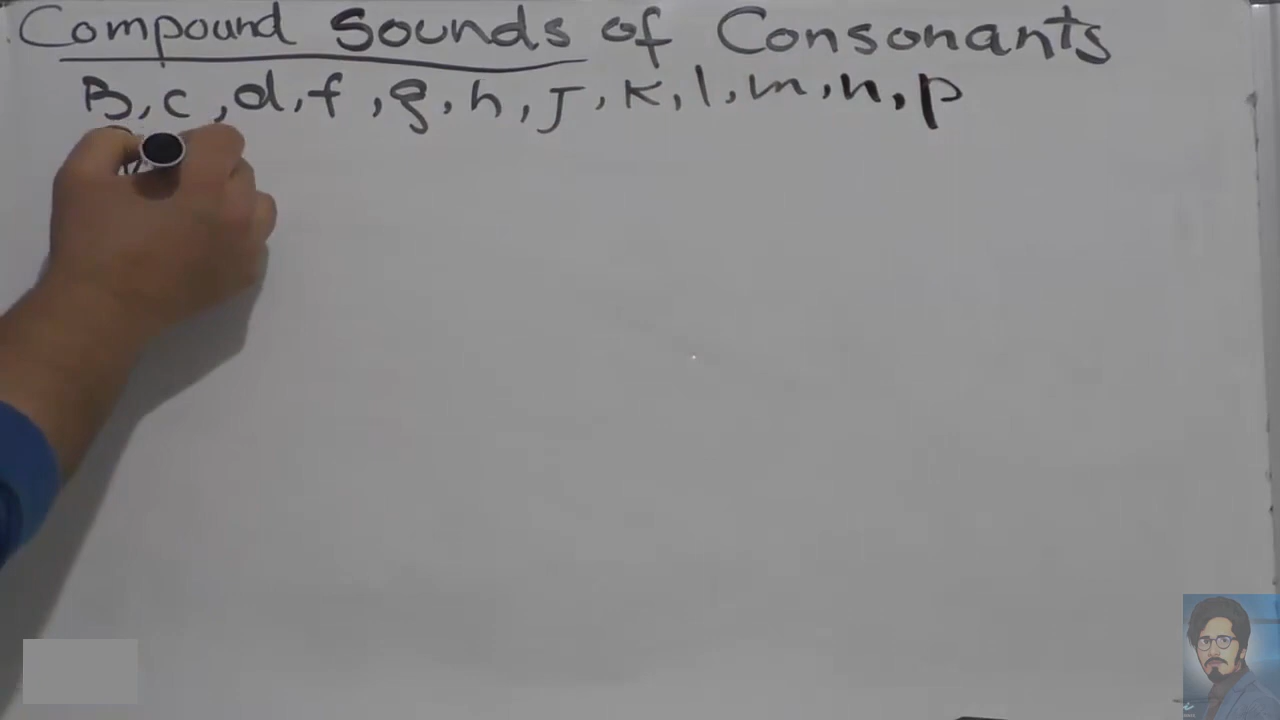 Compound Sounds of Consonants
B, c, d, f, g, h, J, K, l, m, n, p